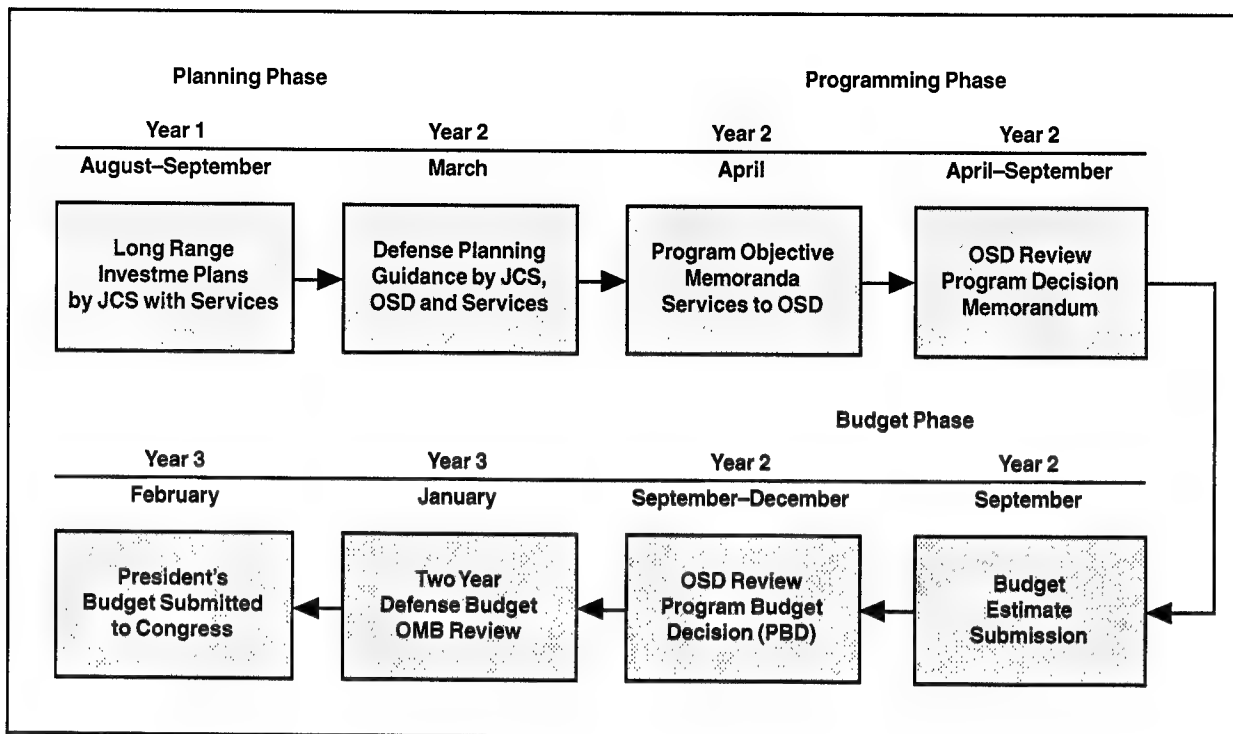 Planning Phase
Programming Phase
Year 1
Year 2
Year 2
Year 2
August–September
March
April
April–September
Long Range
Investme Plans
by JCS with Services
Defense Planning
Guidance by JCS,
OSD and Services
Program Objective
Memoranda
Services to OSD
OSD Review
Program Decision
Memorandum
Budget Phase
Year 3
Year 3
Year 2
Year 2
February
January
September–December
September
President's
Budget Submitted
to Congress
Two Year
Defense Budget
OMB Review
OSD Review
Program Budget
Decision (PBD)
Budget
Estimate
Submission